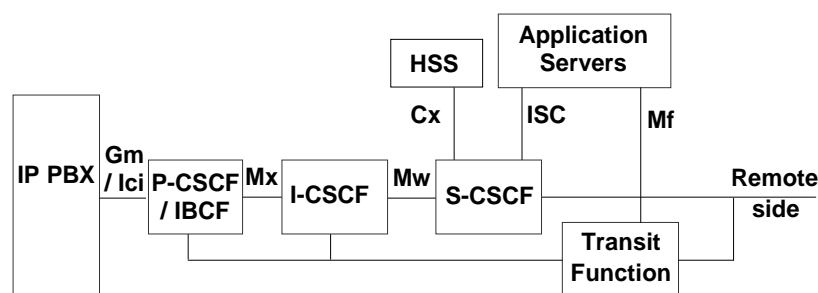 Application
Servers
HSS
Cx
ISC
Mf
IP PBX
Gm
/ Ici
P-CSCF
/ IBCF
Mx
I-CSCF
Mw
S-CSCF
Remote
side
Transit
Function